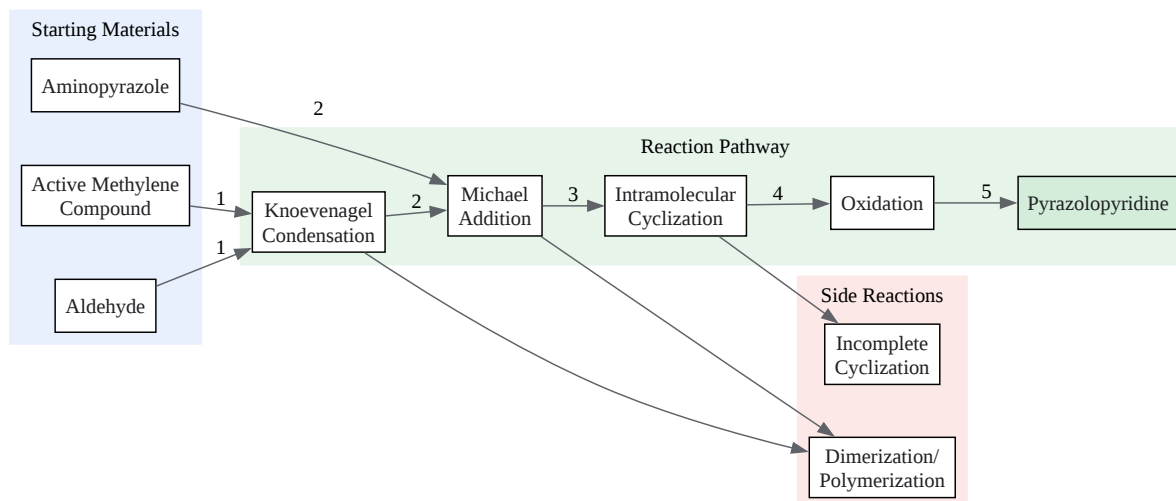 Starting Materials
Aminopyrazole
2
Reaction Pathway
Active Methylene
Compound
1
Knoevenagel
Condensation
2
Michael
Addition
3
Intramolecular
Cyclization
4
Oxidation
5
Pyrazolopyridine
1
Aldehyde
Side Reactions
Incomplete
Cyclization
Dimerization/
Polymerization